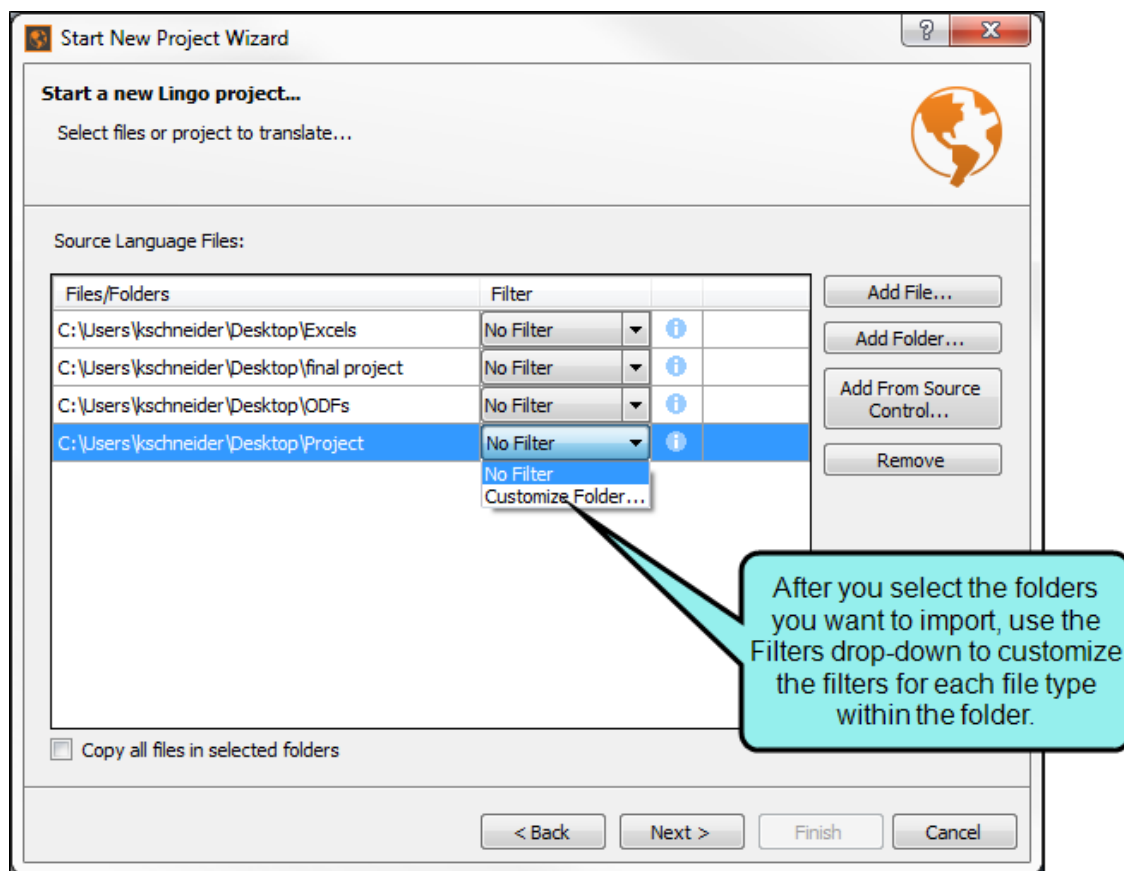 Start New Project Wizard
Start a new Lingo project...
Select files or project to translate...
Source Language Files:
Files/Folders Filter
C:\Users\kschneider\Desktop\Excels No Filter
C:\Users\kschneider\Desktop\final project No Filter
C:\Users\kschneider\Desktop\ODFs No Filter
C:\Users\kschneider\Desktop\Project No Filter
No Filter
Customize Folder...
Add File...
Add Folder...
Add From Source
Control...
Remove
After you select the folders
you want to import, use the
Filters drop-down to customize
the filters for each file type
within the folder.
Copy all files in selected folders
< Back Next > Finish Cancel